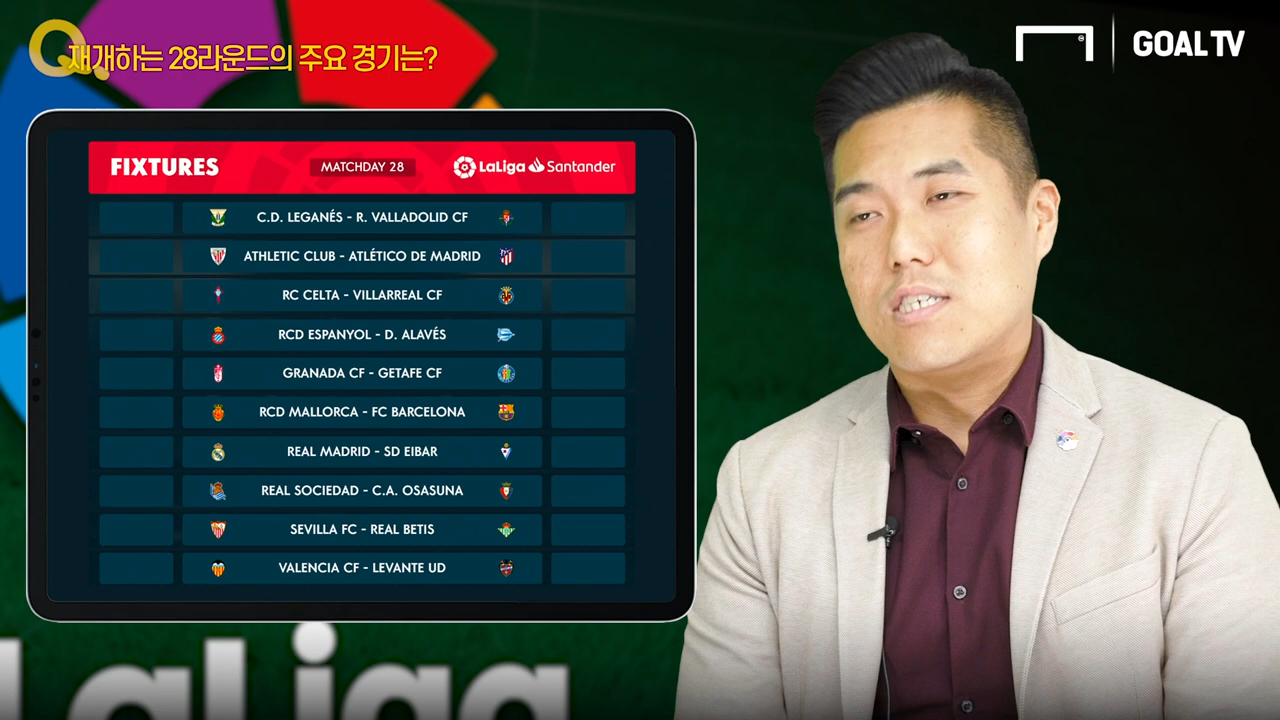 Q 재개하는 28라운드의 주요 경기는?
GOAL TV
FIXTURES
MATCHDAY 28
LaLiga Santander
C.D. LEGANÉS - R. VALLADOLID CF
ATHLETIC CLUB - ATLÉTICO DE MADRID
RC CELTA - VILLARREAL CF
RCD ESPANYOL - D. ALAVÉS
GRANADA CF - GETAFE CF
RCD MALLORCA - FC BARCELONA
REAL MADRID - SD EIBAR
REAL SOCIEDAD - C.A. OSASUNA
SEVILLA FC - REAL BETIS
VALENCIA CF - LEVANTE UD
LaLiga